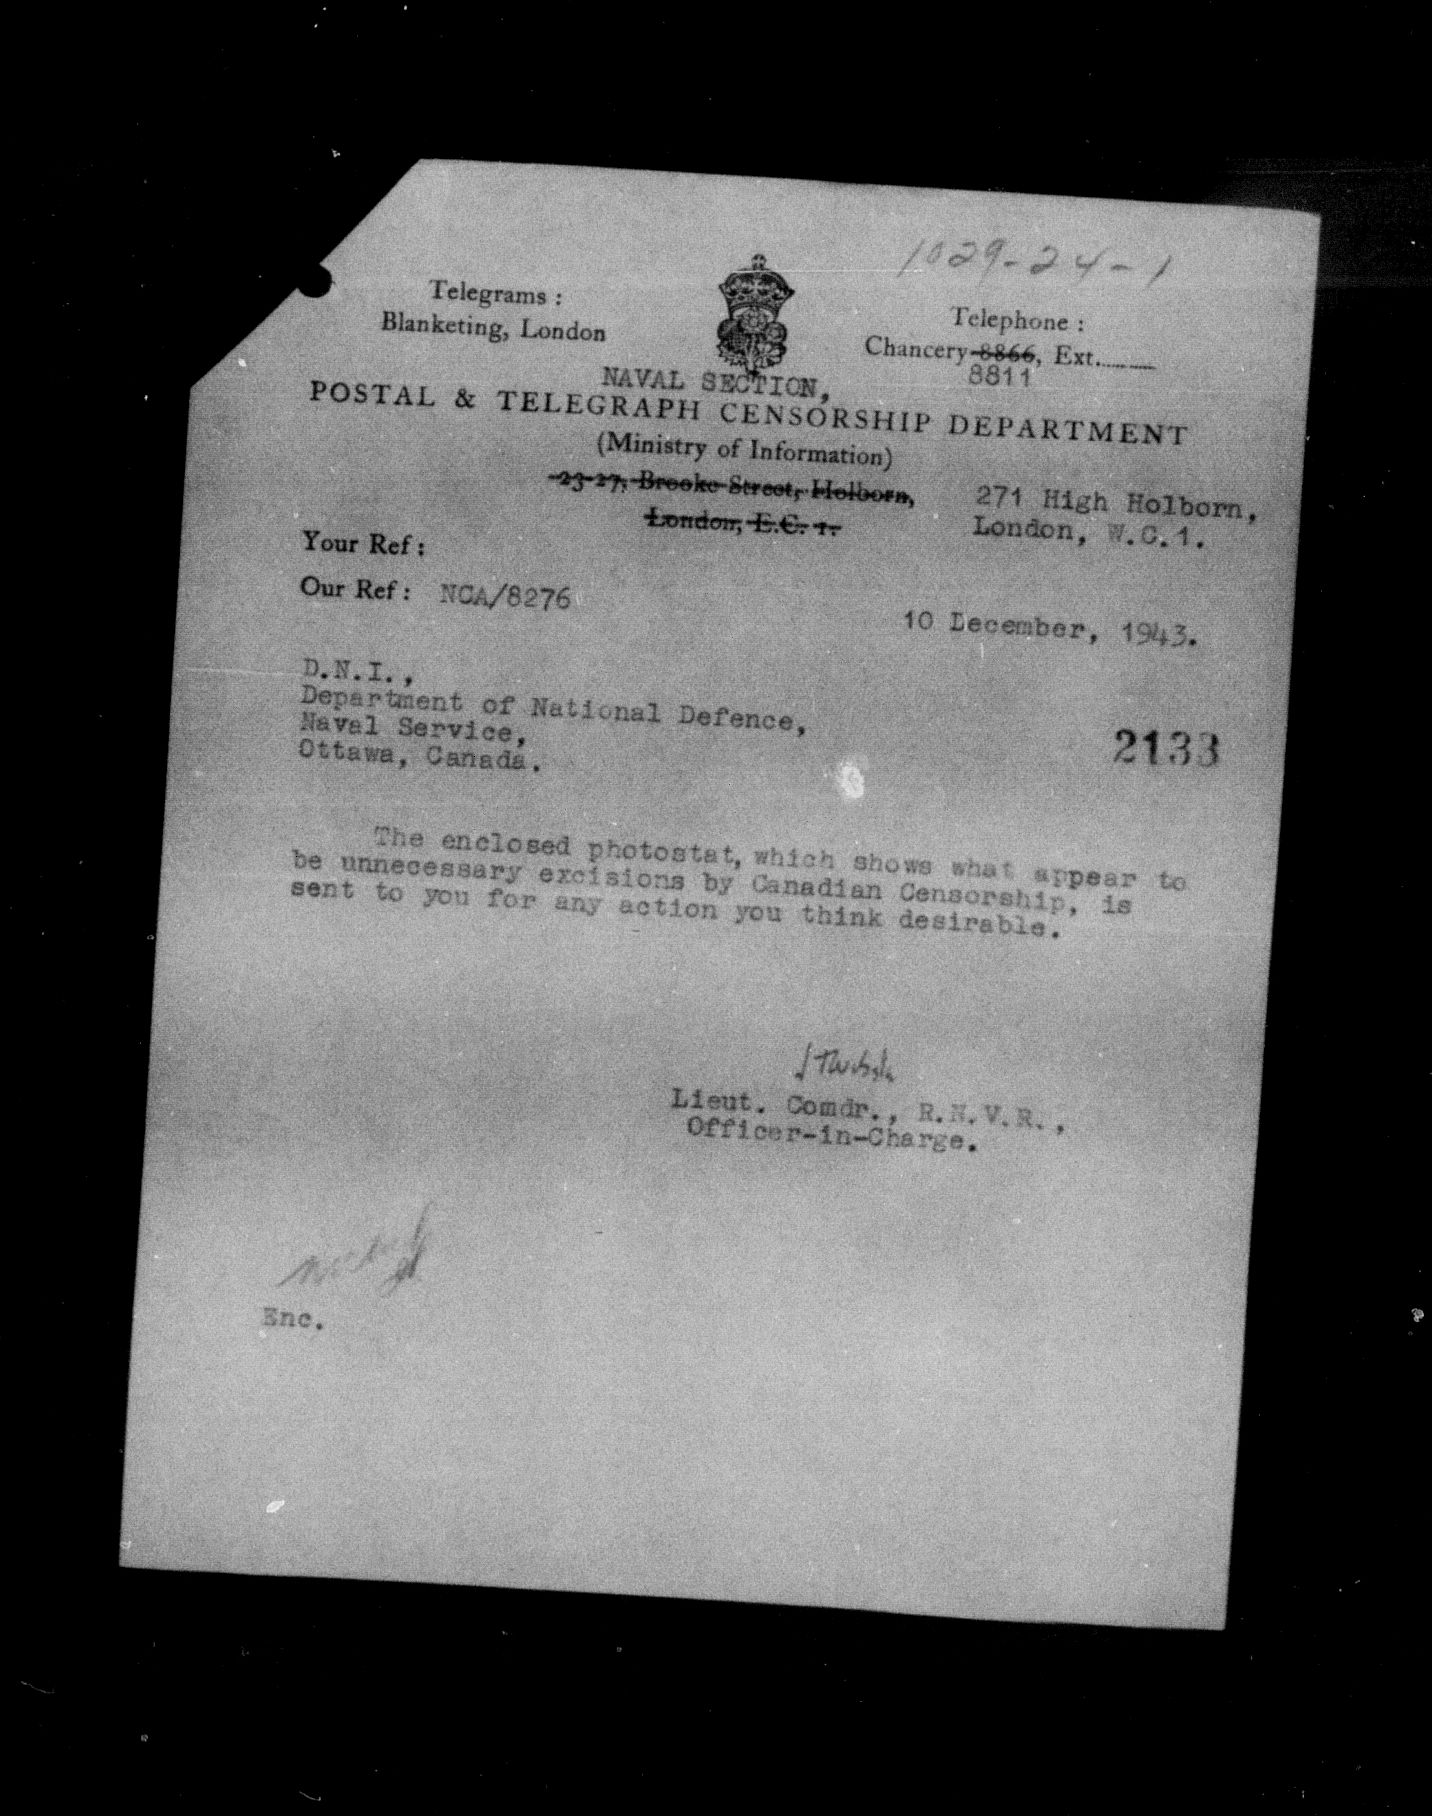 1029-24-1
Telegrams :
Blanketing, London
Telephone :
Chancery 8866, Ext.........
8811
NAVAL SECTION,
POSTAL & TELEGRAPH CENSORSHIP DEPARTMENT
(Ministry of Information)
23-27, Brooke Street, Holborn,
London, E.C. 1.
271 High Holborn,
London, W.C.1.
Your Ref :
Our Ref : NCA/8276
10 December, 1943.
D.N.I.,
Department of National Defence,
Naval Service,
Ottawa, Canada.
2133
The enclosed photostat, which shows what appear to
be unnecessary excisions by Canadian Censorship, is
sent to you for any action you think desirable.
Lieut. Comdr., R.N.V.R.,
Officer-in-Charge.
Enc.